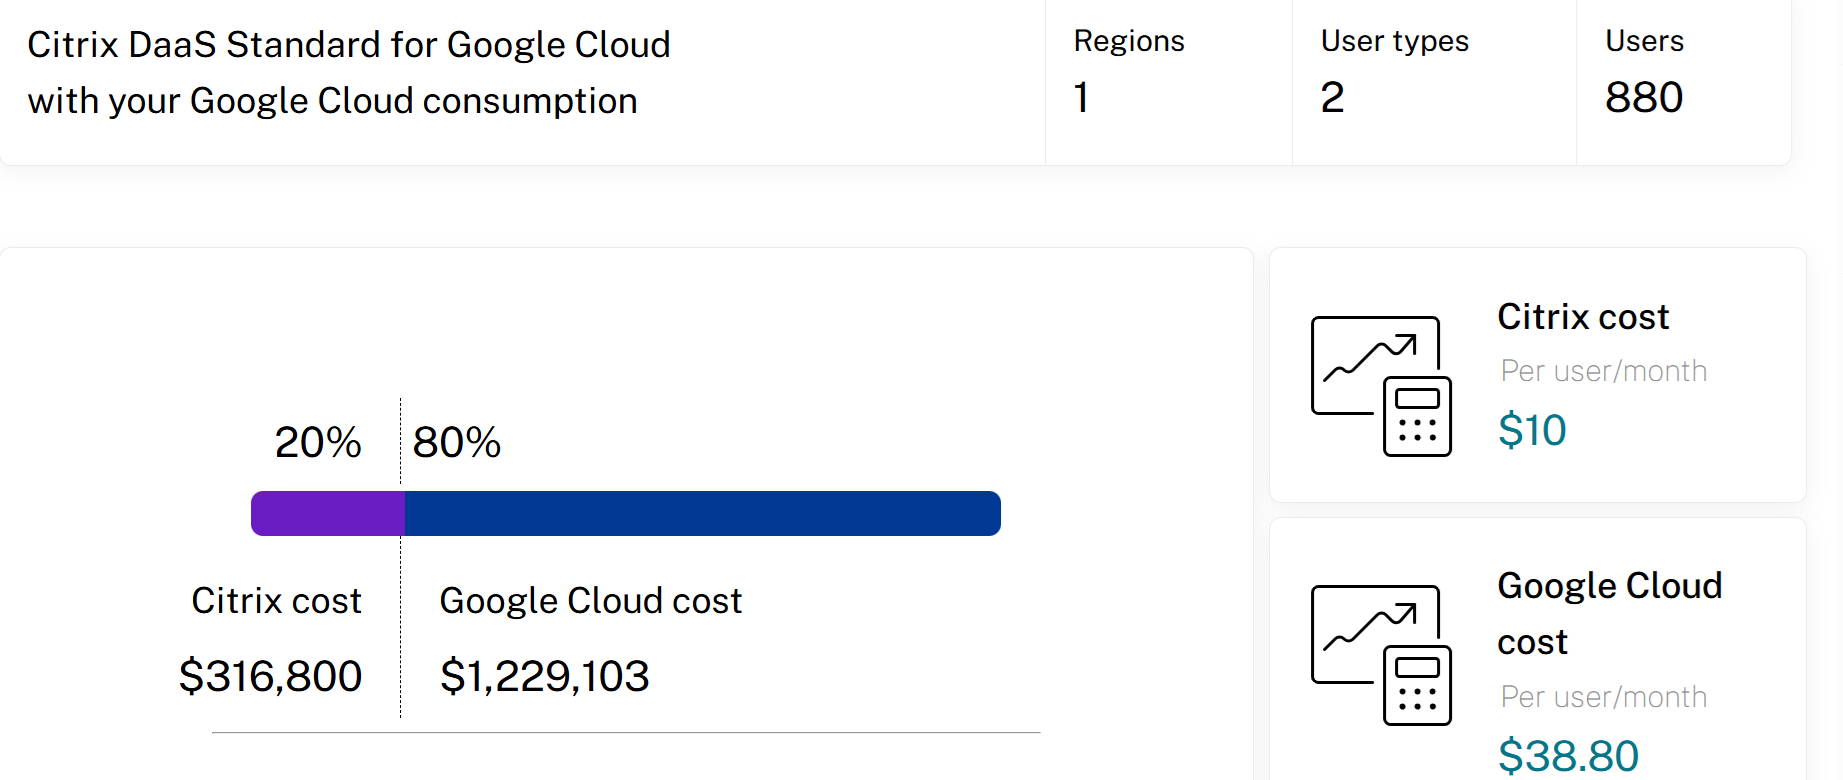 Citrix DaaS Standard for Google Cloud
with your Google Cloud consumption
Regions
1
User types
2
Users
880
20%
80%
Citrix cost
$316,800
Google Cloud cost
$1,229,103
Citrix cost
Per user/month
$10
Google Cloud
cost
Per user/month
$38.80